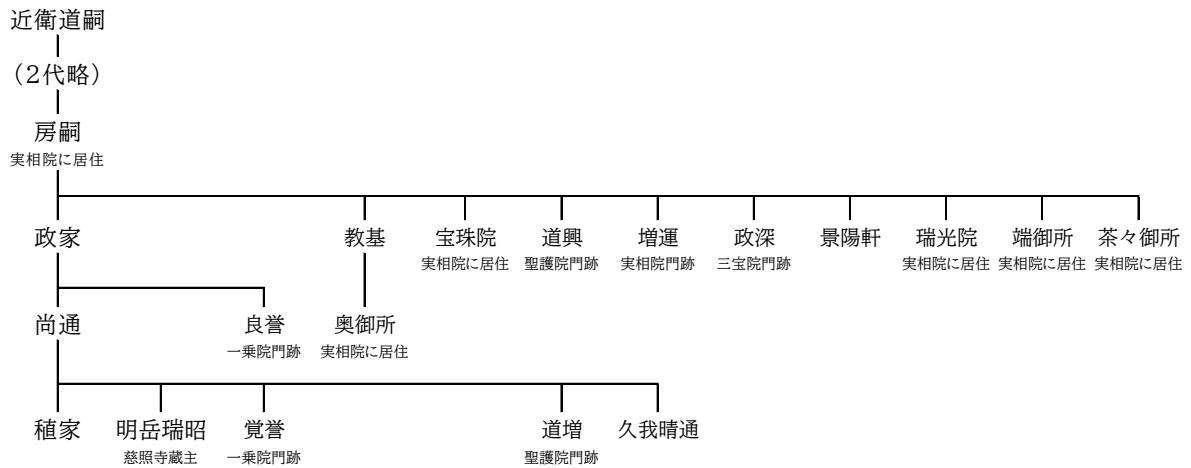 近衛道嗣
（2代略）
房嗣
実相院に居住
政家 教基 宝珠院 道興 増運 政深 景陽軒 瑞光院 端御所 茶々御所
実相院に居住 聖護院門跡 実相院門跡 三宝院門跡 実相院に居住 実相院に居住 実相院に居住
尚通 良誉 奥御所
一乗院門跡 実相院に居住
稙家 明岳瑞昭 覚誉 道増 久我晴通
慈照寺蔵主 一乗院門跡 聖護院門跡